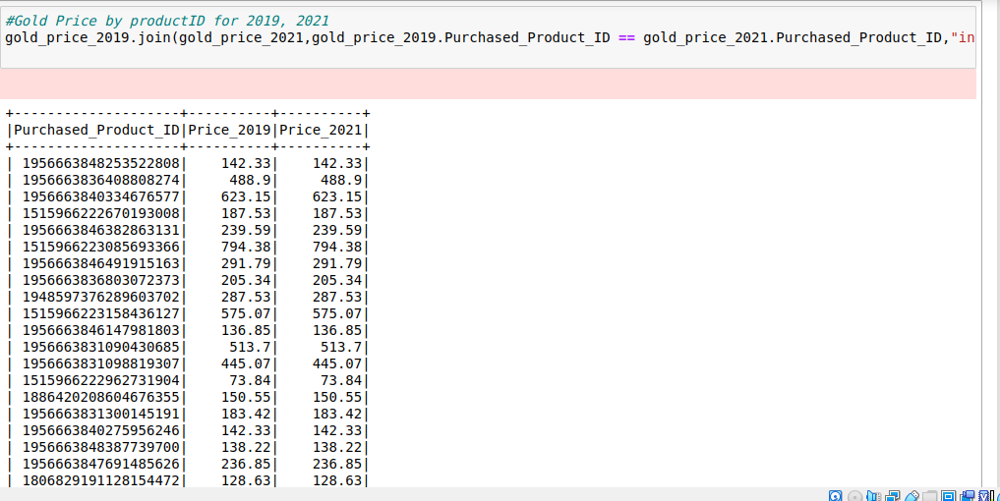 #Gold Price by productID for 2019, 2021
gold_price_2019.join(gold_price_2021,gold_price_2019.Purchased_Product_ID == gold_price_2021.Purchased_Product_ID,"in
+--------------------+----------+----------+
|Purchased_Product_ID|Price_2019|Price_2021|
+--------------------+----------+----------+
| 1956663848253522808|    142.33|    142.33|
| 1956663836408808274|     488.9|     488.9|
| 1956663840334676577|    623.15|    623.15|
| 1515966222670193008|    187.53|    187.53|
| 1956663846382863131|    239.59|    239.59|
| 1515966223085693366|    794.38|    794.38|
| 1956663846491915163|    291.79|    291.79|
| 1956663836803072373|    205.34|    205.34|
| 1948597376289603702|    287.53|    287.53|
| 1515966223158436127|    575.07|    575.07|
| 1956663846147981803|    136.85|    136.85|
| 1956663831090430685|     513.7|     513.7|
| 1956663831098819307|    445.07|    445.07|
| 1515966222962731904|     73.84|     73.84|
| 1886420208604676355|    150.55|    150.55|
| 1956663831300145191|    183.42|    183.42|
| 1956663840275956246|    142.33|    142.33|
| 1956663848387739700|    138.22|    138.22|
| 1956663847691485626|    236.85|    236.85|
| 1806829191128154472|    128.63|    128.63|